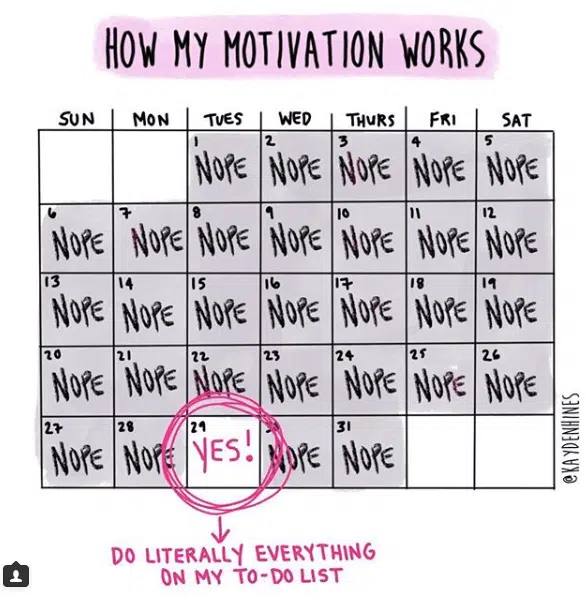 HOW MY MOTIVATION WORKS
SUN MON TUES WED THURS FRI SAT
1 2 3 4 5
NOPE NOPE NOPE NOPE NOPE
6 7 8 9 10 11 12
NOPE NOPE NOPE NOPE NOPE NOPE NOPE
13 14 15 16 17 18 19
NOPE NOPE NOPE NOPE NOPE NOPE NOPE
20 21 22 23 24 25 26
NOPE NOPE NOPE NOPE NOPE NOPE NOPE
27 28 29 30 31
NOPE NOPE YES! NOPE NOPE
DO LITERALLY EVERYTHING
ON MY TO-DO LIST
@KAYDENHINES